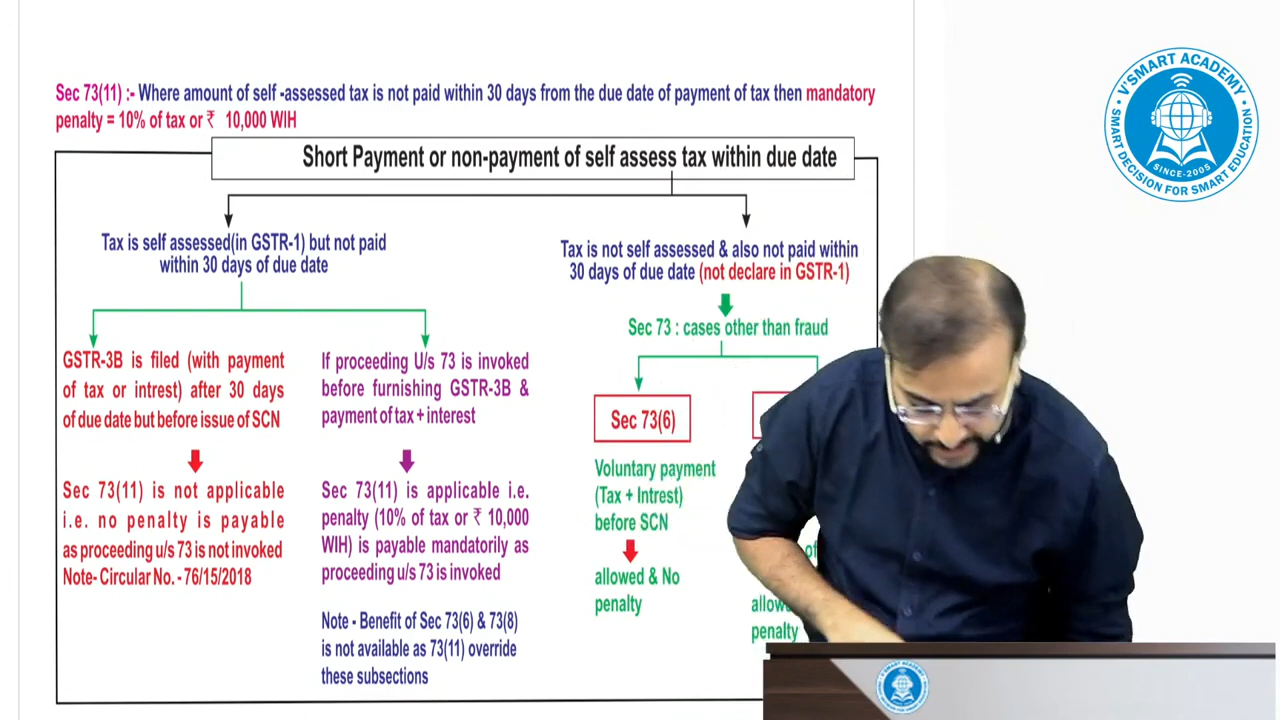 Sec 73(11) :- Where amount of self -assessed tax is not paid within 30 days from the due date of payment of tax then mandatory
penalty = 10% of tax or ₹ 10,000 WIH
Short Payment or non-payment of self assess tax within due date
Tax is self assessed(in GSTR-1) but not paid
within 30 days of due date
Tax is not self assessed & also not paid within
30 days of due date (not declare in GSTR-1)
Sec 73 : cases other than fraud
GSTR-3B is filed (with payment
of tax or intrest) after 30 days
of due date but before issue of SCN
Sec 73(11) is not applicable
i.e. no penalty is payable
as proceeding u/s 73 is not invoked
Note- Circular No. - 76/15/2018
If proceeding U/s 73 is invoked
before furnishing GSTR-3B &
payment of tax + interest
Sec 73(11) is applicable i.e.
penalty (10% of tax or ₹ 10,000
WIH) is payable mandatorily as
proceeding u/s 73 is invoked
Note - Benefit of Sec 73(6) & 73(8)
is not available as 73(11) override
these subsections
Sec 73(6)
Voluntary payment
(Tax + Intrest)
before SCN
allowed & No
penalty
of
penalty
V'SMART ACADEMY
SINCE-2005
SMART DECISION FOR SMART EDUCATION